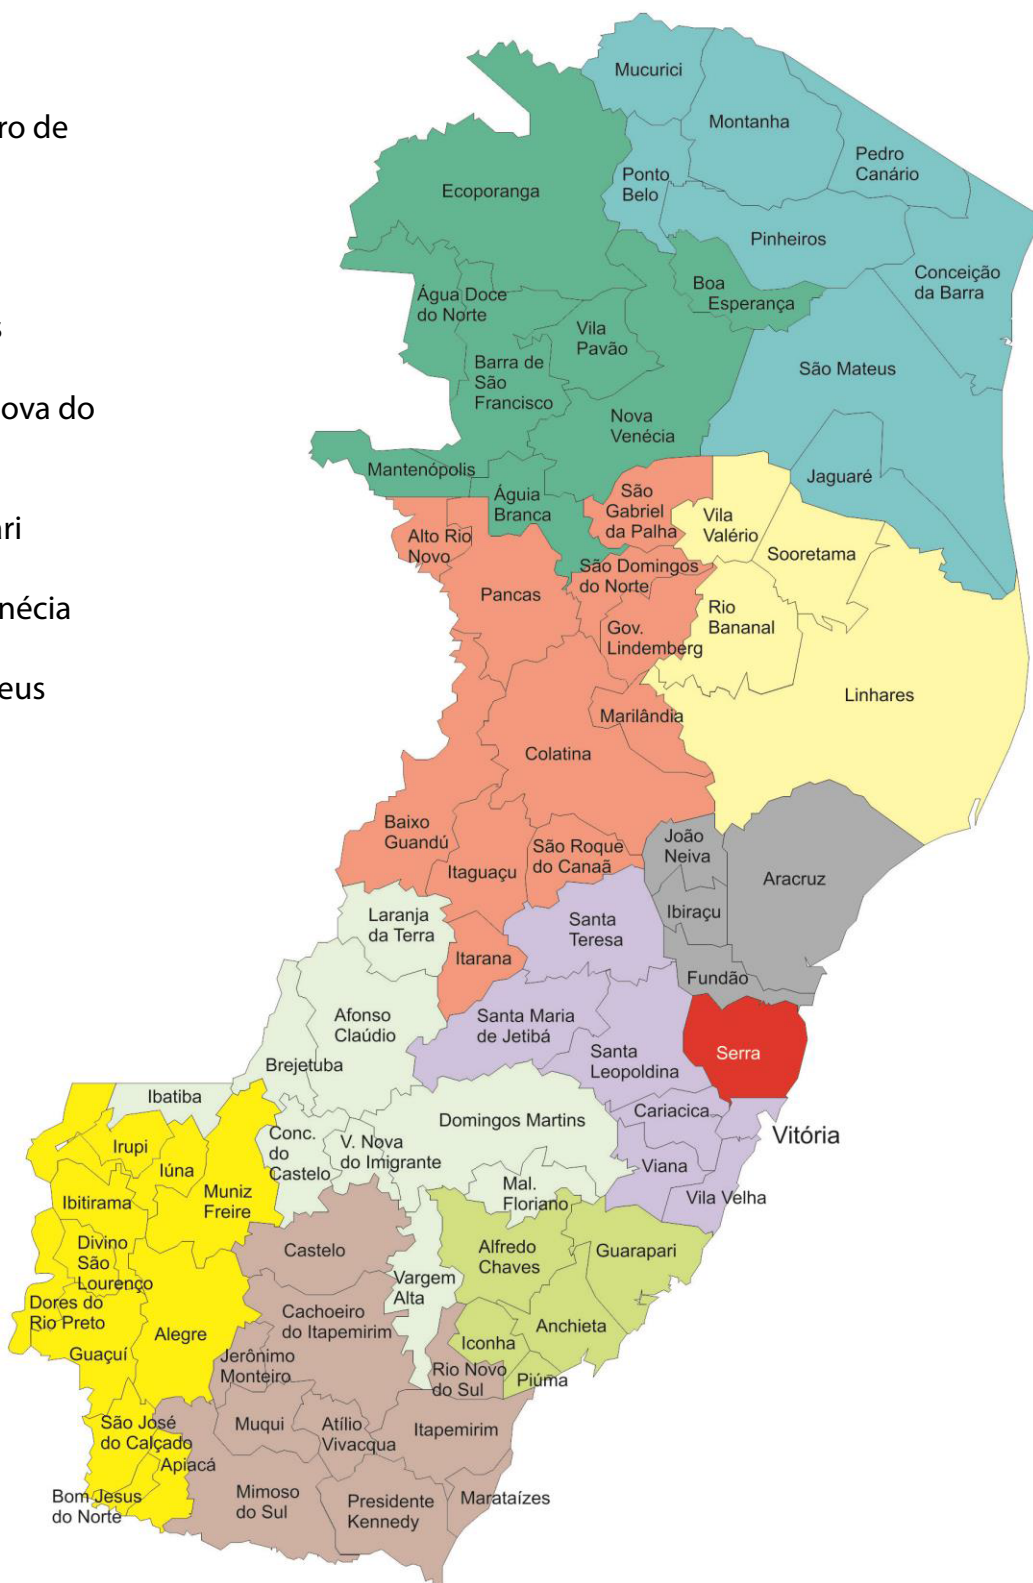 ro de
s
ova do
ari
nécia
eus
Mucurici
Montanha
Pedro
Canário
Ponto
Belo
Ecoporanga
Pinheiros
Conceição
da Barra
Boa
Esperança
Água Doce
do Norte
Vila
Pavão
São Mateus
Barra de
São
Francisco
Nova
Venécia
Mantenópolis
Jaguaré
Águia
Branca
São
Gabriel
da Palha
Vila
Valério
Alto Rio
Novo
Sooretama
São Domingos
do Norte
Pancas
Rio
Bananal
Gov.
Lindemberg
Linhares
Marilândia
Colatina
Baixo
Guandú
João
Neiva
São Roque
do Canaã
Itaguaçu
Aracruz
Laranja
da Terra
Santa
Teresa
Ibiraçu
Itarana
Fundão
Afonso
Claúdio
Santa Maria
de Jetibá
Santa
Leopoldina
Serra
Brejetuba
Ibatiba
Domingos Martins
Cariacica
Vitória
Conc.
do
Castelo
V. Nova
do Imigrante
Irupi
Iúna
Viana
Mal.
Floriano
Vila Velha
Ibitirama
Muniz
Freire
Divino
São
Lourenço
Castelo
Alfredo
Chaves
Guarapari
Vargem
Alta
Dores do
Rio Preto
Cachoeiro
do Itapemirim
Alegre
Anchieta
Guaçuí
Iconha
Jerônimo
Monteiro
Rio Novo
do Sul
Piúma
São José
do Calçado
Muqui
Atílio
Vivacqua
Itapemirim
Apiacá
Bom Jesus
do Norte
Mimoso
do Sul
Presidente
Kennedy
Marataízes